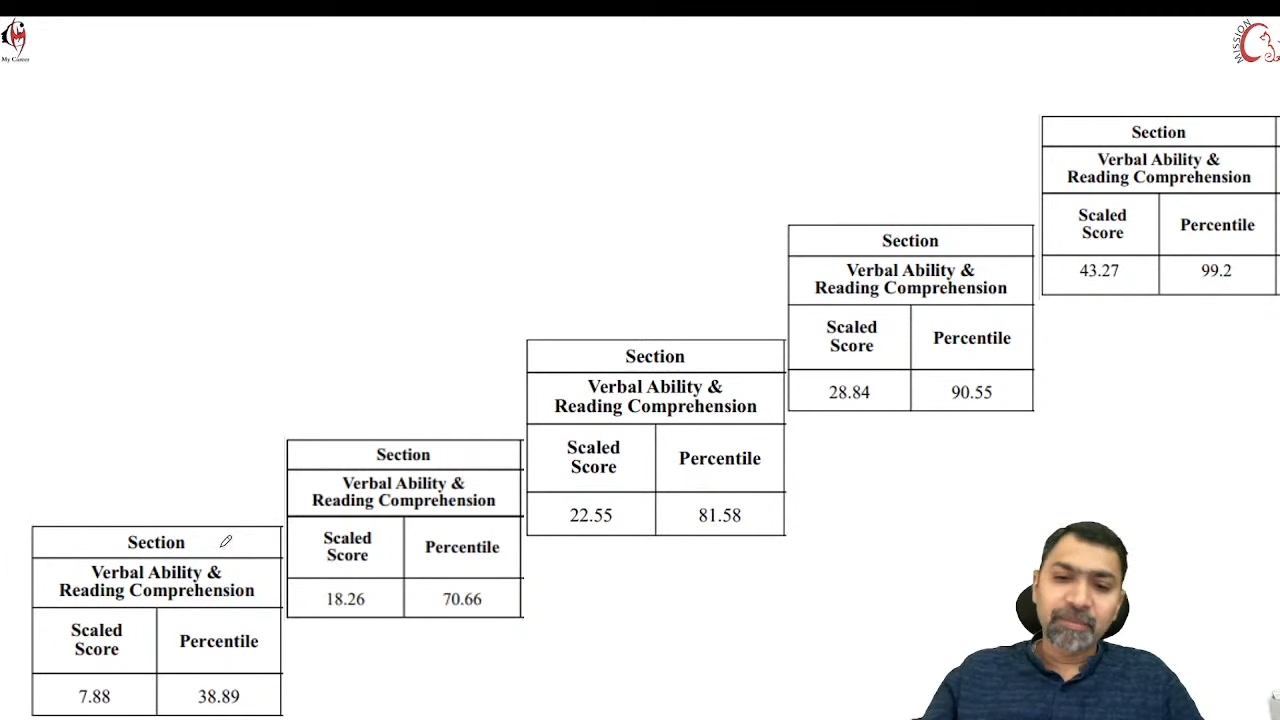 My Career
MISSION
Section
Verbal Ability &
Reading Comprehension
Scaled
Score
Percentile
7.88
38.89
Section
Verbal Ability &
Reading Comprehension
Scaled
Score
Percentile
18.26
70.66
Section
Verbal Ability &
Reading Comprehension
Scaled
Score
Percentile
22.55
81.58
Section
Verbal Ability &
Reading Comprehension
Scaled
Score
Percentile
28.84
90.55
Section
Verbal Ability &
Reading Comprehension
Scaled
Score
Percentile
43.27
99.2